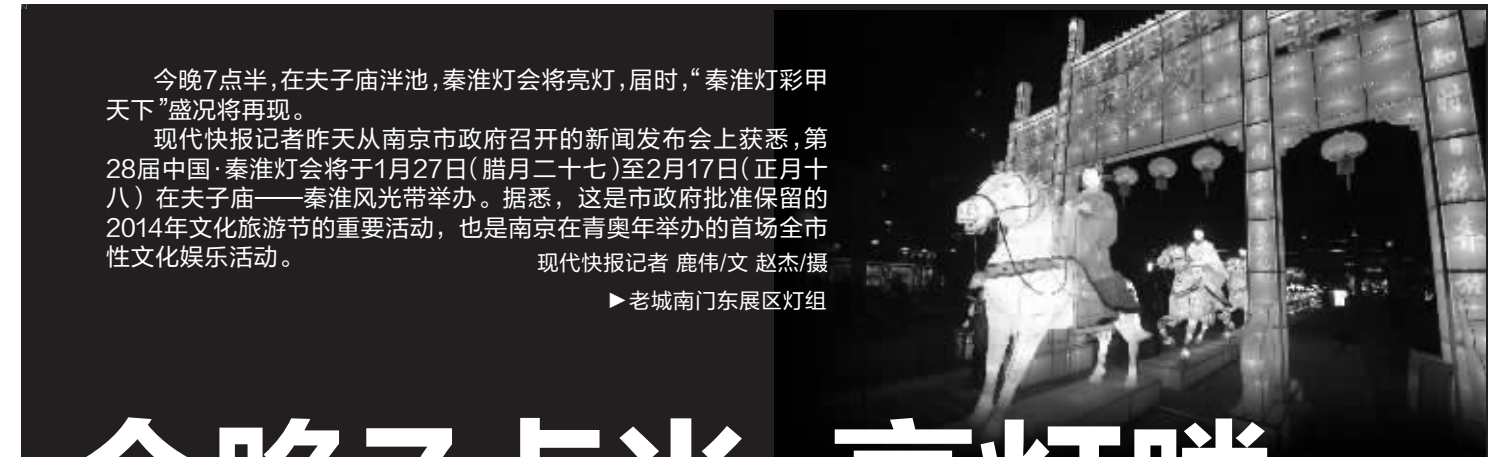 今晚7点半,在夫子庙泮池,秦淮灯会将亮灯,届时,“秦淮灯彩甲
天下”盛况将再现。
现代快报记者昨天从南京市政府召开的新闻发布会上获悉,第
28届中国·秦淮灯会将于1月27日(腊月二十七)至2月17日(正月十
八)在夫子庙——秦淮风光带举办。据悉,这是市政府批准保留的
2014年文化旅游节的重要活动,也是南京在青奥年举办的首场全市
性文化娱乐活动。
现代快报记者 鹿伟/文 赵杰/摄
▶老城南门东展区灯组
今晚7点半 亮灯